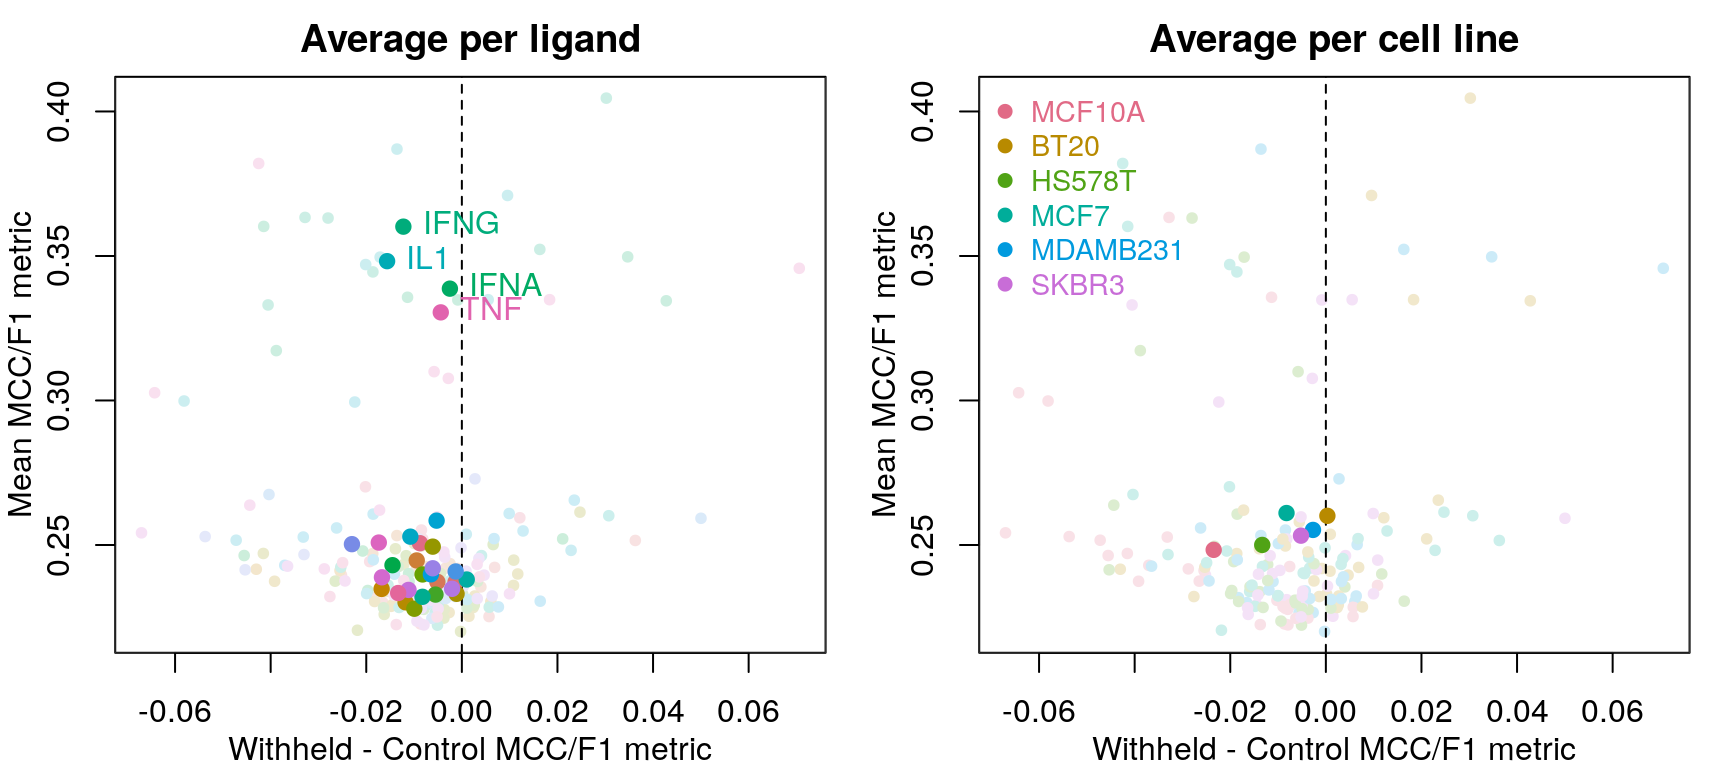 Average per ligand
Mean MCC/F1 metric
0.40
0.35
0.30
0.25
IFNG
IL1
IFNA
TNF
-0.06
-0.02
0.00
0.02
0.04
0.06
Withheld - Control MCC/F1 metric
Average per cell line
Mean MCC/F1 metric
0.40
0.35
0.30
0.25
MCF10A
BT20
HS578T
MCF7
MDAMB231
SKBR3
-0.06
-0.02
0.00
0.02
0.04
0.06
Withheld - Control MCC/F1 metric